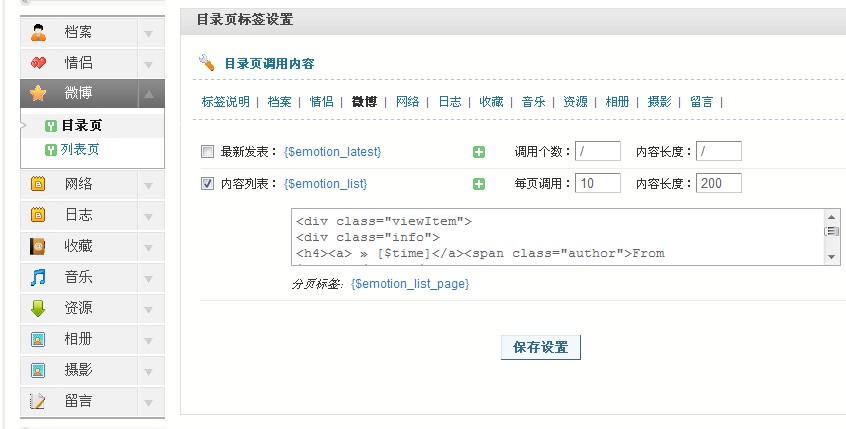 档案
情侣
微博
目录页
列表页
网络
日志
收藏
音乐
资源
相册
摄影
留言
目录页标签设置
目录页调用内容
标签说明 | 档案 | 情侣 | 微博 | 网络 | 日志 | 收藏 | 音乐 | 资源 | 相册 | 摄影 | 留言 |
最新发表： {$emotion_latest} 调用个数： / 内容长度： /
内容列表： {$emotion_list} 每页调用： 10 内容长度： 200
<div class="viewItem">
<div class="info">
<h4><a> » [$time]</a><span class="author">From
分页标签: {$emotion_list_page}
保存设置